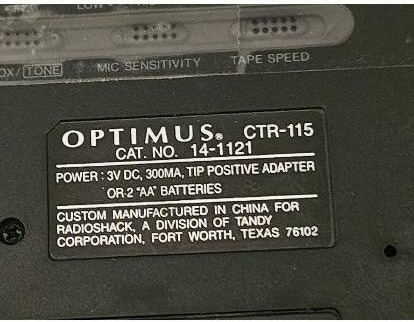 VOX/TONE MIC SENSITIVITY TAPE SPEED
OPTIMUS® CTR-115
CAT. NO. 14-1121
POWER : 3V DC, 300MA, TIP POSITIVE ADAPTER
OR 2 "AA" BATTERIES
CUSTOM MANUFACTURED IN CHINA FOR
RADIOSHACK, A DIVISION OF TANDY
CORPORATION, FORT WORTH, TEXAS 76102